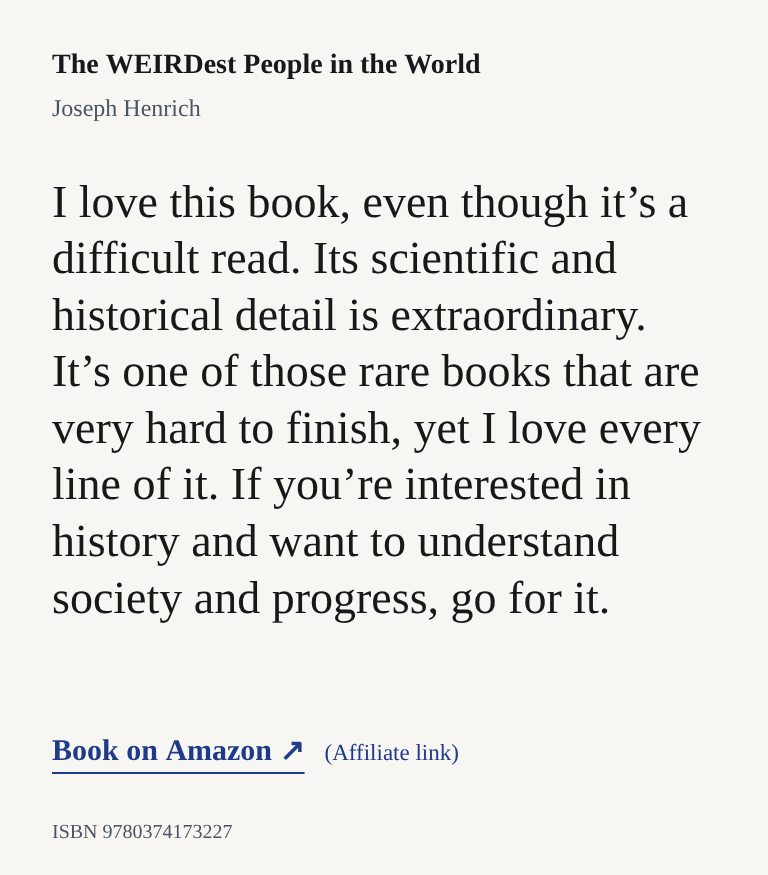 The WEIRDest People in the World
Joseph Henrich
I love this book, even though it’s a
difficult read. Its scientific and
historical detail is extraordinary.
It’s one of those rare books that are
very hard to finish, yet I love every
line of it. If you’re interested in
history and want to understand
society and progress, go for it.
Book on Amazon ↗ (Affiliate link)
ISBN 9780374173227